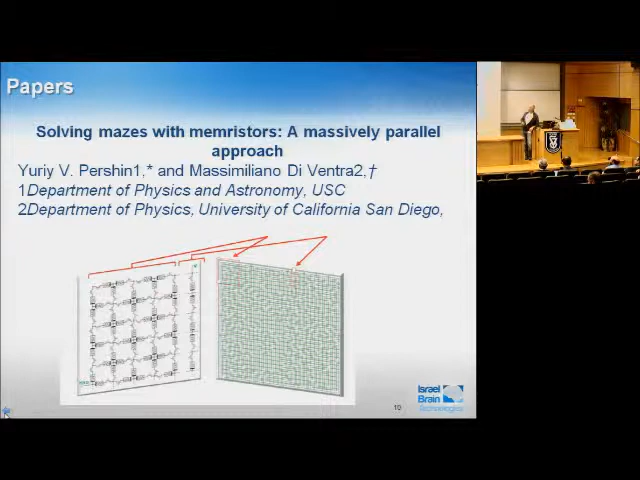 Papers
Solving mazes with memristors: A massively parallel
approach
Yuriy V. Pershin1,* and Massimiliano Di Ventra2,†
1Department of Physics and Astronomy, USC
2Department of Physics, University of California San Diego,
Israel
Brain
Technologies
10